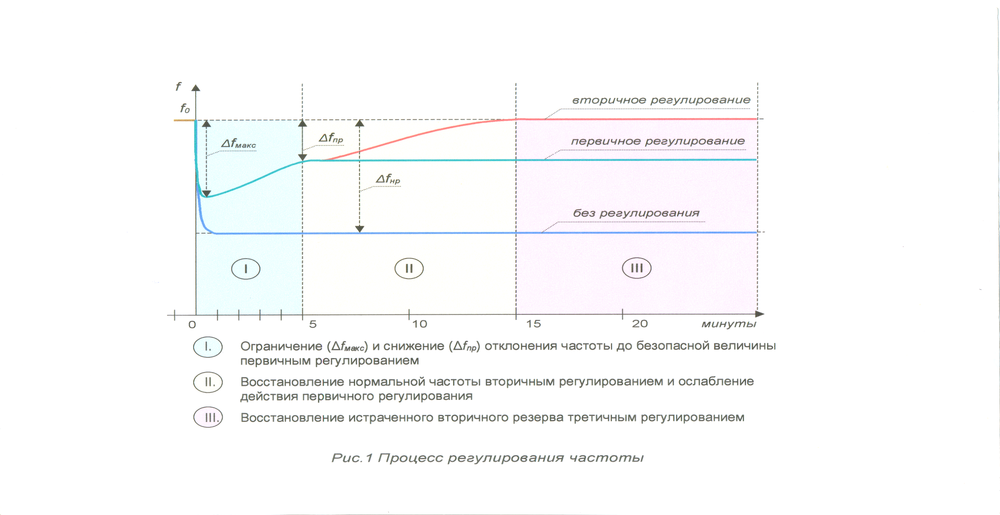 f
f₀
вторичное регулирование
Δfмакс
Δfпр
первичное регулирование
Δfнр
без регулирования
I
II
III
0
5
10
15
20
минуты
I.
Ограничение (Δfмакс) и снижение (Δfпр) отклонения частоты до безопасной величины
первичным регулированием
II.
Восстановление нормальной частоты вторичным регулированием и ослабление
действия первичного регулирования
III.
Восстановление истраченного вторичного резерва третичным регулированием
Рис.1 Процесс регулирования частоты